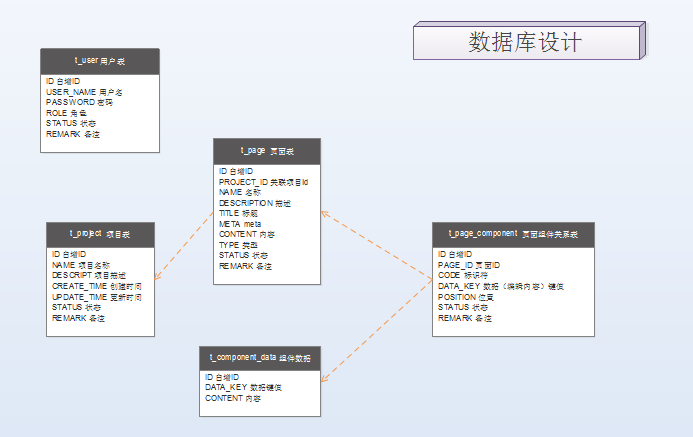 数据库设计
t_user 用户表
ID 自增ID
USER_NAME 用户名
PASSWORD 密码
ROLE 角色
STATUS 状态
REMARK 备注
t_page 页面表
ID 自增ID
PROJECT_ID 关联项目id
NAME 名称
DESCRIPTION 描述
TITLE 标题
META meta
CONTENT 内容
TYPE 类型
STATUS 状态
REMARK 备注
t_project 项目表
ID 自增ID
NAME 项目名称
DESCRIPT 项目描述
CREATE_TIME 创建时间
UPDATE_TIME 更新时间
STATUS 状态
REMARK 备注
t_page_component 页面组件关系表
ID 自增ID
PAGE_ID 页面ID
CODE 标识符
DATA_KEY 数据（编辑内容）键值
POSITION 位置
STATUS 状态
REMARK 备注
t_component_data 组件数据
ID 自增ID
DATA_KEY 数据键值
CONTENT 内容